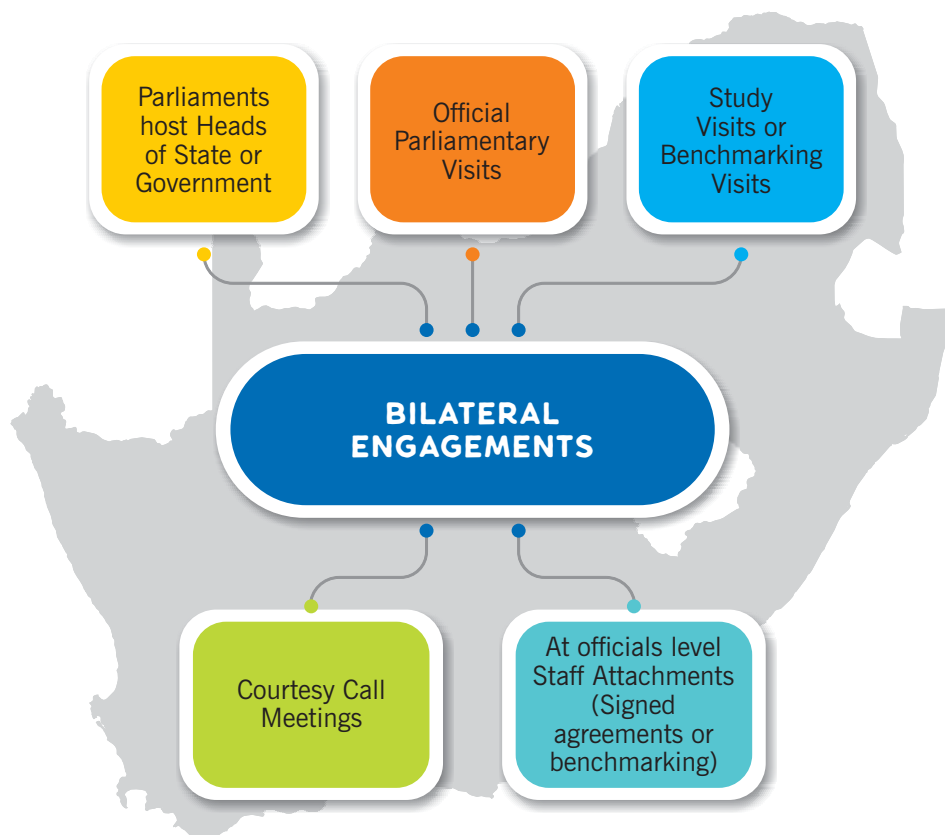 Parliaments
host Heads
of State or
Government
Official
Parliamentary
Visits
Study
Visits or
Benchmarking
Visits
BILATERAL
ENGAGEMENTS
Courtesy Call
Meetings
At officials level
Staff Attachments
(Signed
agreements or
benchmarking)